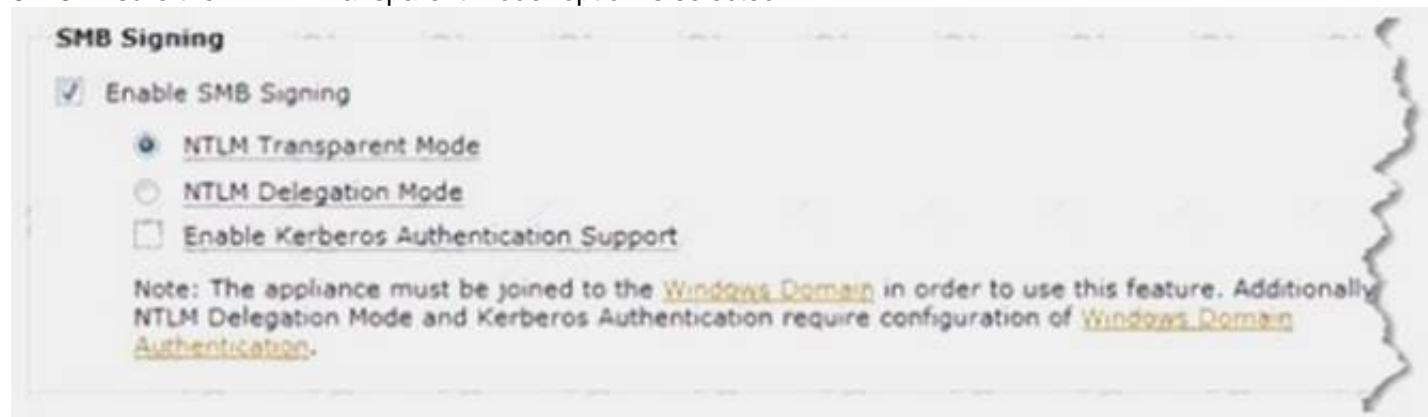 SMB Signing
Enable SMB Signing
NTLM Transparent Mode
NTLM Delegation Mode
Enable Kerberos Authentication Support
Note: The appliance must be joined to the Windows Domain in order to use this feature. Additionally
NTLM Delegation Mode and Kerberos Authentication require configuration of Windows Domain
Authentication.